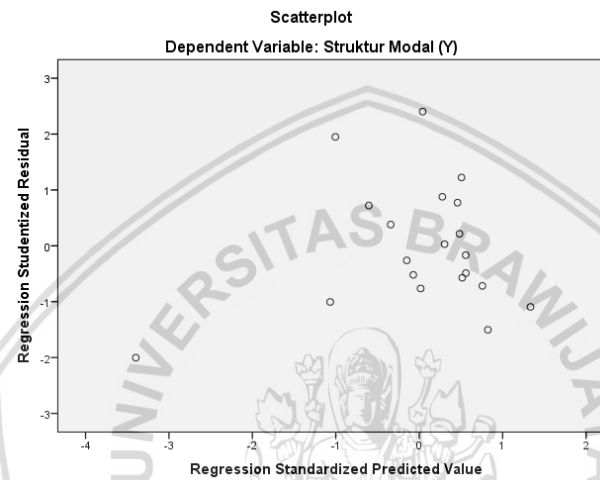 Scatterplot
Dependent Variable: Struktur Modal (Y)
Regression Studentized Residual
3
2
1
0
-1
-2
-3
-4 -3 -2 -1 0 1 2
Regression Standardized Predicted Value
UNIVERSITAS BRAWIJA